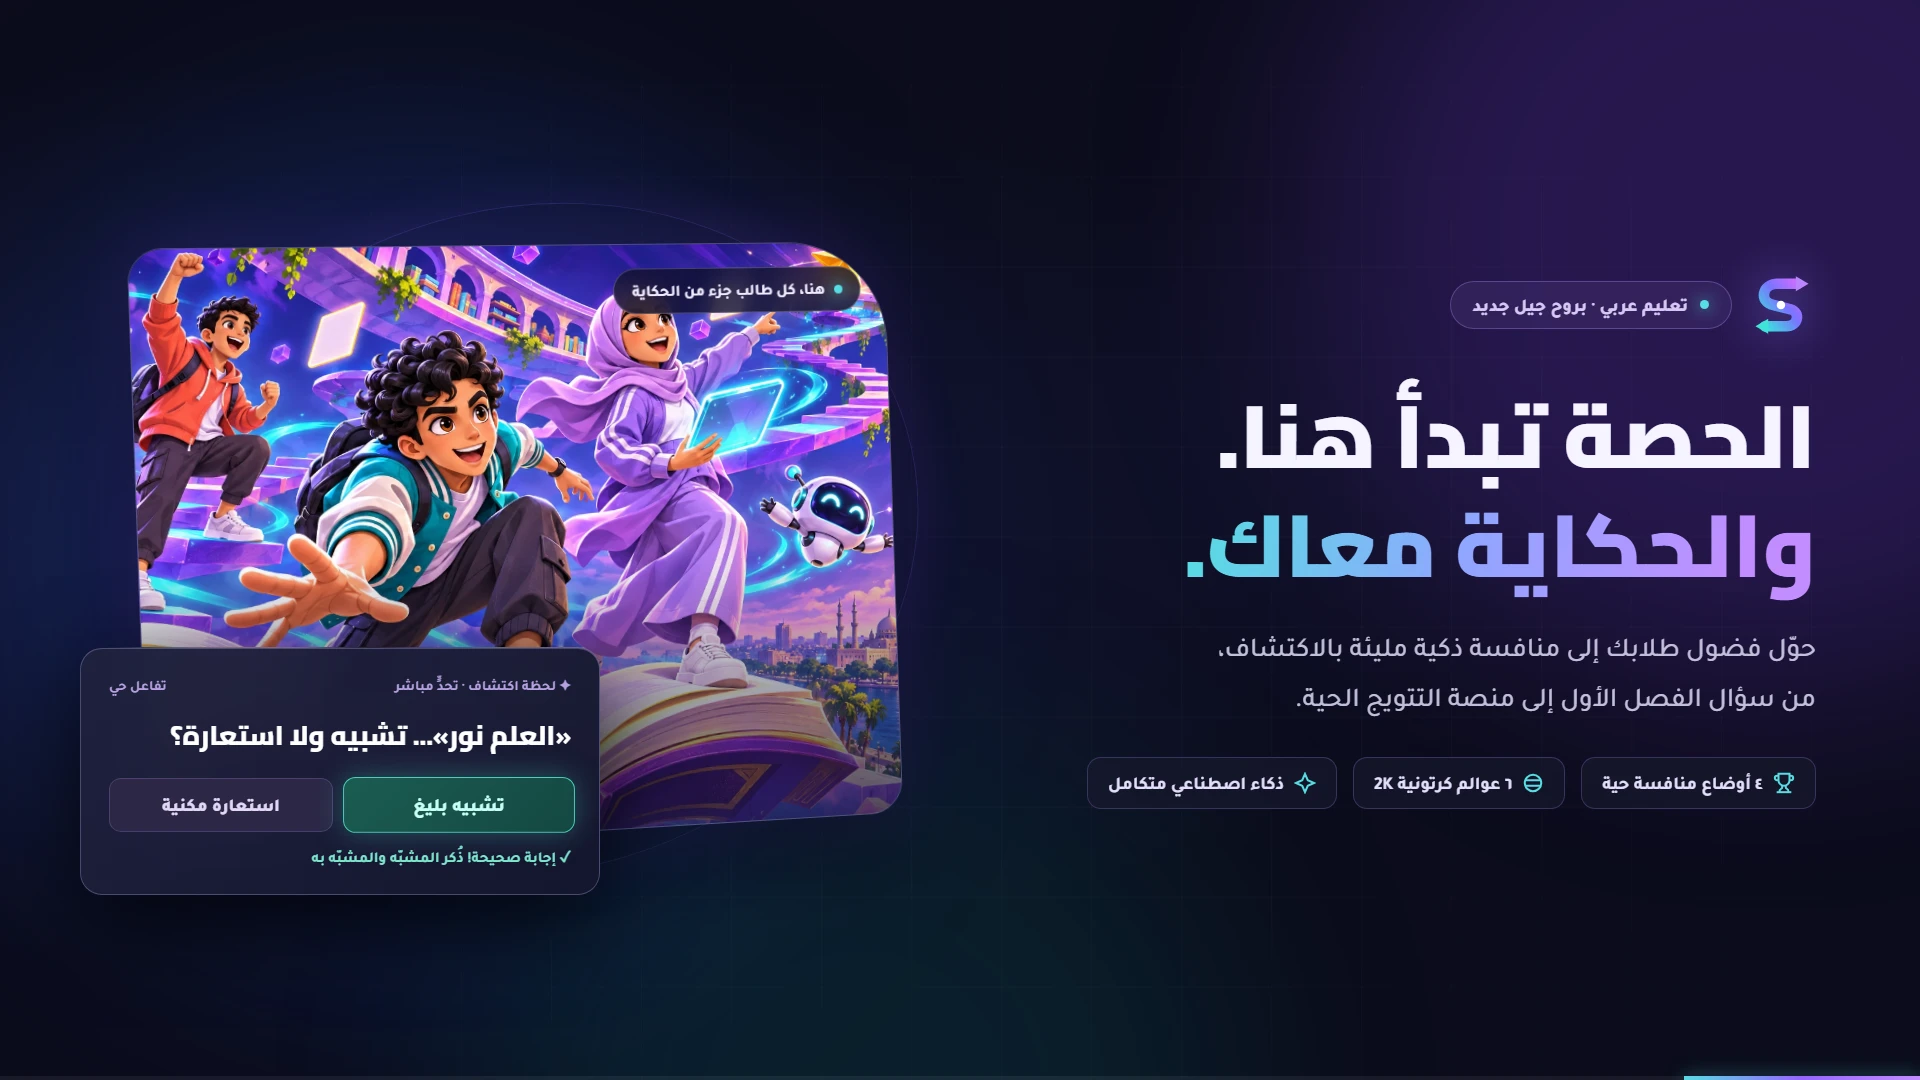 تعليم عربي · بروح جيل جديد
الحصة تبدأ هنا.
والحكاية معاك.
حوّل فضول طلابك إلى منافسة ذكية مليئة بالاكتشاف،
من سؤال الفصل الأول إلى منصة التتويج الحية.
٤ أوضاع منافسة حية
٦ عوالم كرتونية 2K
ذكاء اصطناعي متكامل
هنا، كل طالب جزء من الحكاية
✦ لحظة اكتشاف · تحدٍّ مباشر
تفاعل حي
«العلم نور»... تشبيه ولا استعارة؟
تشبيه بليغ
استعارة مكنية
✓ إجابة صحيحة! ذُكر المشبّه والمشبّه به